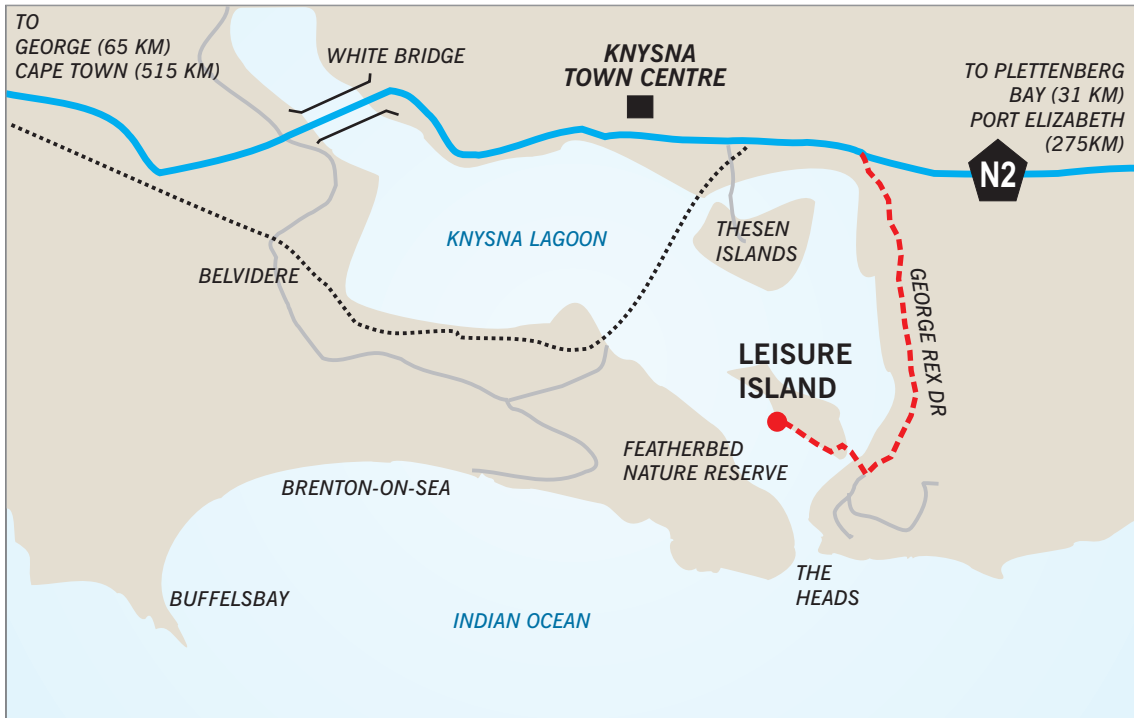 TO
GEORGE (65 KM)
CAPE TOWN (515 KM)
WHITE BRIDGE
KNYSNA
TOWN CENTRE
TO PLETTENBERG
BAY (31 KM)
PORT ELIZABETH
(275KM)
N2
KNYSNA LAGOON
THESEN
ISLANDS
BELVIDERE
GEORGE REX DR
LEISURE
ISLAND
FEATHERBED
NATURE RESERVE
BRENTON-ON-SEA
THE
HEADS
BUFFELSBAY
INDIAN OCEAN